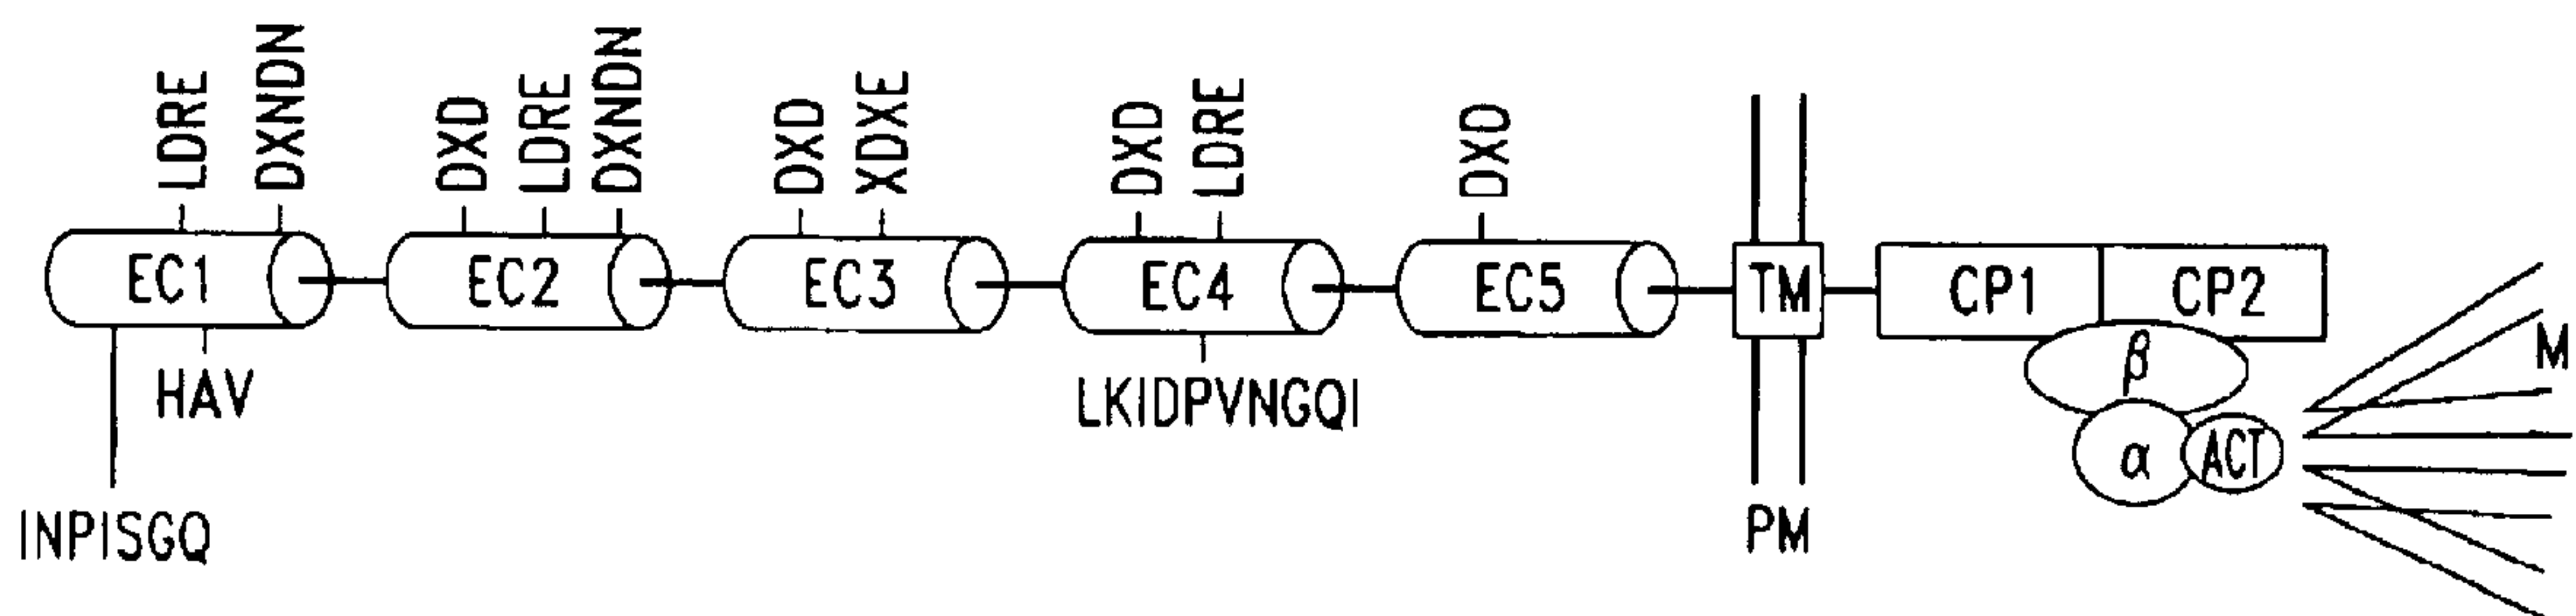 LDRE
DXNDN
DXD
LDRE
DXNDN
DXD
XDXE
DXD
LDRE
DXD
EC1
EC2
EC3
EC4
EC5
TM
CP1
CP2
HAV
LKIDPVNGQI
INPISGQ
PM
β
α
ACT
M